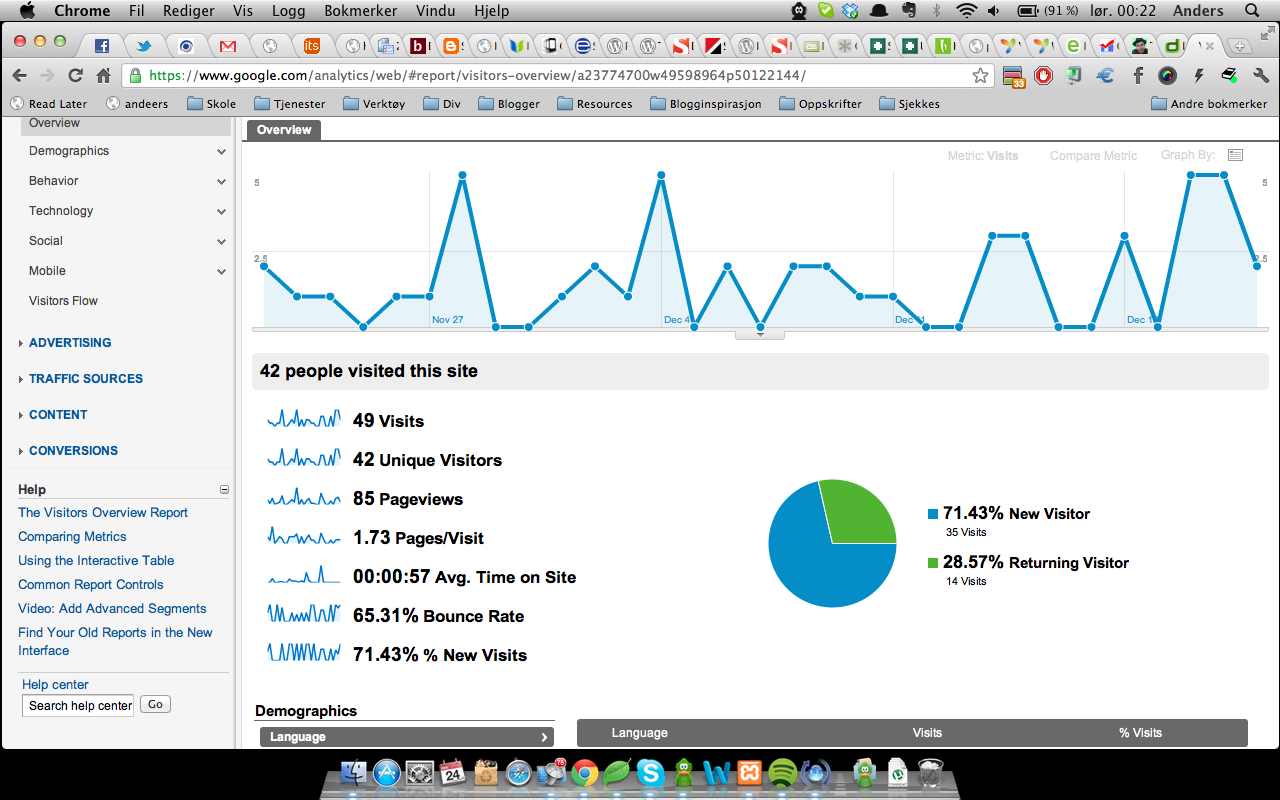 Chrome Fil Rediger Vis Logg Bokmerker Vindu Hjelp (91 %) lør. 00:22 Anders
https://www.google.com/analytics/web/#report/visitors-overview/a23774700w49598964p50122144/
33
Read Later andeers Skole Tjenester Verktøy Div Blogger Resources Blogginspirasjon Oppskrifter Sjekkes Andre bokmerker
Overview
Demographics
Behavior
Technology
Social
Mobile
Visitors Flow
ADVERTISING
TRAFFIC SOURCES
CONTENT
CONVERSIONS
Help
The Visitors Overview Report
Comparing Metrics
Using the Interactive Table
Common Report Controls
Video: Add Advanced Segments
Find Your Old Reports in the New
Interface
Help center
Search help center Go
Overview
Metric: Visits Compare Metric Graph By:
5 5
2.5 2.5
Nov 27 Dec 4 Dec 11 Dec
42 people visited this site
49 Visits
42 Unique Visitors
85 Pageviews
1.73 Pages/Visit
00:00:57 Avg. Time on Site
65.31% Bounce Rate
71.43% % New Visits
71.43% New Visitor
35 Visits
28.57% Returning Visitor
14 Visits
Demographics
Language
Language Visits % Visits
24
78